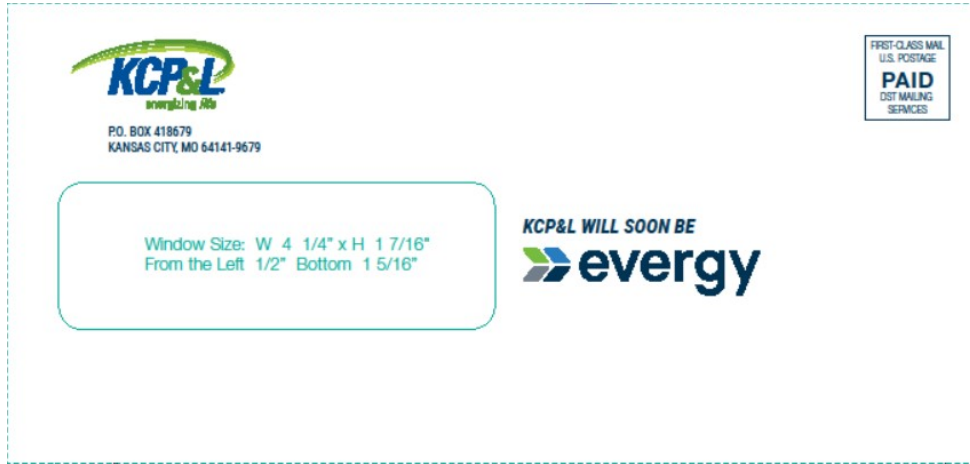 KCP&L
energizing life
P.O. BOX 418679
KANSAS CITY, MO 64141-9679
FIRST-CLASS MAIL
U.S. POSTAGE
PAID
DST MAILING
SERVICES
Window Size: W 4 1/4" x H 1 7/16"
From the Left 1/2" Bottom 1 5/16"
KCP&L WILL SOON BE
evergy